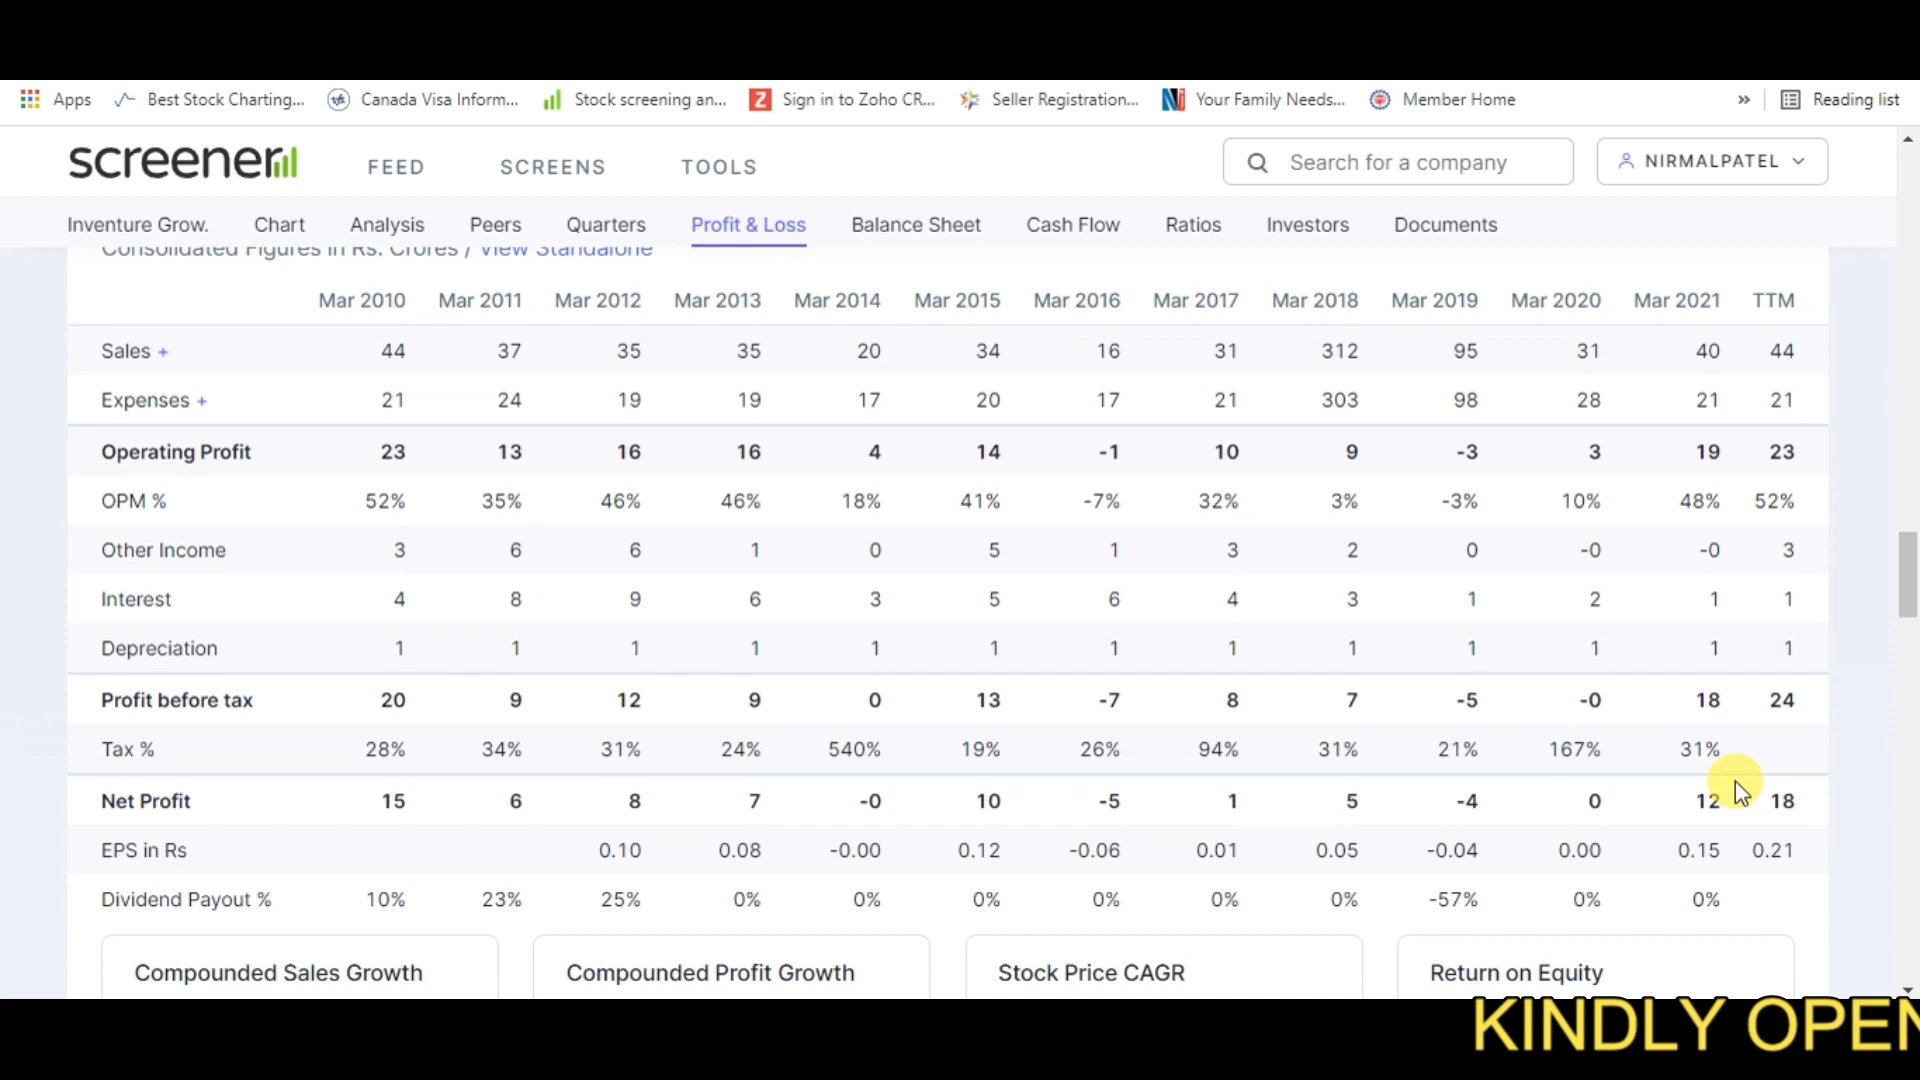 Apps Best Stock Charting... Canada Visa Inform... Stock screening an... Sign in to Zoho CR... Seller Registration... Your Family Needs... Member Home » Reading list
screener FEED SCREENS TOOLS Search for a company NIRMALPATEL
Inventure Grow. Chart Analysis Peers Quarters Profit & Loss Balance Sheet Cash Flow Ratios Investors Documents
Consolidated Figures in Rs. Crores / View Standalone
Mar 2010 Mar 2011 Mar 2012 Mar 2013 Mar 2014 Mar 2015 Mar 2016 Mar 2017 Mar 2018 Mar 2019 Mar 2020 Mar 2021 TTM
Sales + 44 37 35 35 20 34 16 31 312 95 31 40 44
Expenses + 21 24 19 19 17 20 17 21 303 98 28 21 21
Operating Profit 23 13 16 16 4 14 -1 10 9 -3 3 19 23
OPM % 52% 35% 46% 46% 18% 41% -7% 32% 3% -3% 10% 48% 52%
Other Income 3 6 6 1 0 5 1 3 2 0 -0 -0 3
Interest 4 8 9 6 3 5 6 4 3 1 2 1 1
Depreciation 1 1 1 1 1 1 1 1 1 1 1 1 1
Profit before tax 20 9 12 9 0 13 -7 8 7 -5 -0 18 24
Tax % 28% 34% 31% 24% 540% 19% 26% 94% 31% 21% 167% 31%
Net Profit 15 6 8 7 -0 10 -5 1 5 -4 0 12 18
EPS in Rs 0.10 0.08 -0.00 0.12 -0.06 0.01 0.05 -0.04 0.00 0.15 0.21
Dividend Payout % 10% 23% 25% 0% 0% 0% 0% 0% 0% -57% 0% 0%
Compounded Sales Growth Compounded Profit Growth Stock Price CAGR Return on Equity
KINDLY OPEN